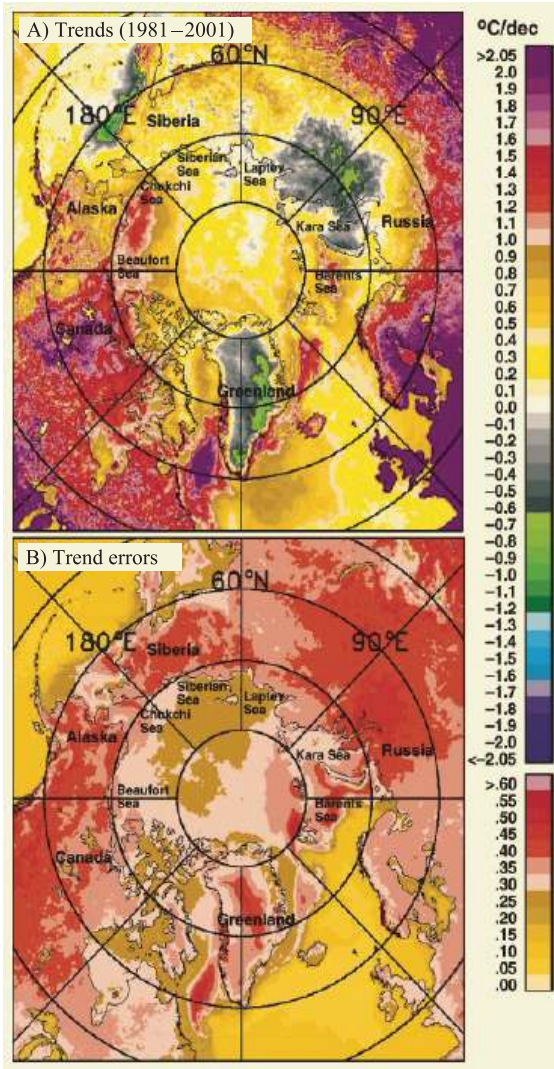 A) Trends (1981–2001)
60°N
180°E
90°E
Siberia
Siberian
Sea
Laptev
Sea
Chukchi
Sea
Alaska
Kara Sea
Russia
Beaufort
Sea
Barents
Sea
Canada
Greenland
°C/dec
>2.05
2.0
1.9
1.8
1.7
1.6
1.5
1.4
1.3
1.2
1.1
1.0
0.9
0.8
0.7
0.6
0.5
0.4
0.3
0.2
0.1
0.0
−0.1
−0.2
−0.3
−0.4
−0.5
−0.6
−0.7
−0.8
−0.9
−1.0
−1.1
−1.2
−1.3
−1.4
−1.5
−1.6
−1.7
−1.8
−1.9
−2.0
<-2.05
B) Trend errors
60°N
180°E
90°E
Siberia
Siberian
Sea
Laptev
Sea
Chukchi
Sea
Alaska
Kara Sea
Russia
Beaufort
Sea
Barents
Sea
Canada
Greenland
>.60
.55
.50
.45
.40
.35
.30
.25
.20
.15
.10
.05
.00